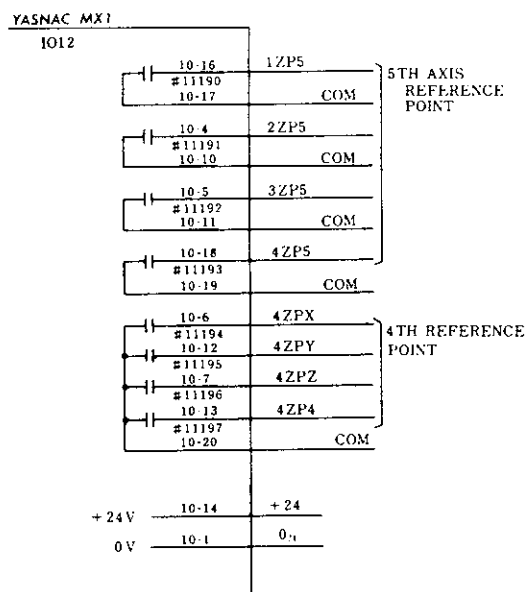 YASNAC MX1
IO12
10-16 1ZP5
#11190
10-17 COM
10-4 2ZP5
#11191
10-10 COM
10-5 3ZP5
#11192
10-11 COM
10-18 4ZP5
#11193
10-19 COM
5TH AXIS
REFERENCE
POINT
10-6 4ZPX
#11194
10-12 4ZPY
#11195
10-7 4ZPZ
#11196
10-13 4ZP4
#11197
10-20 COM
4TH REFERENCE
POINT
+24V 10-14 +24
0V 10-1